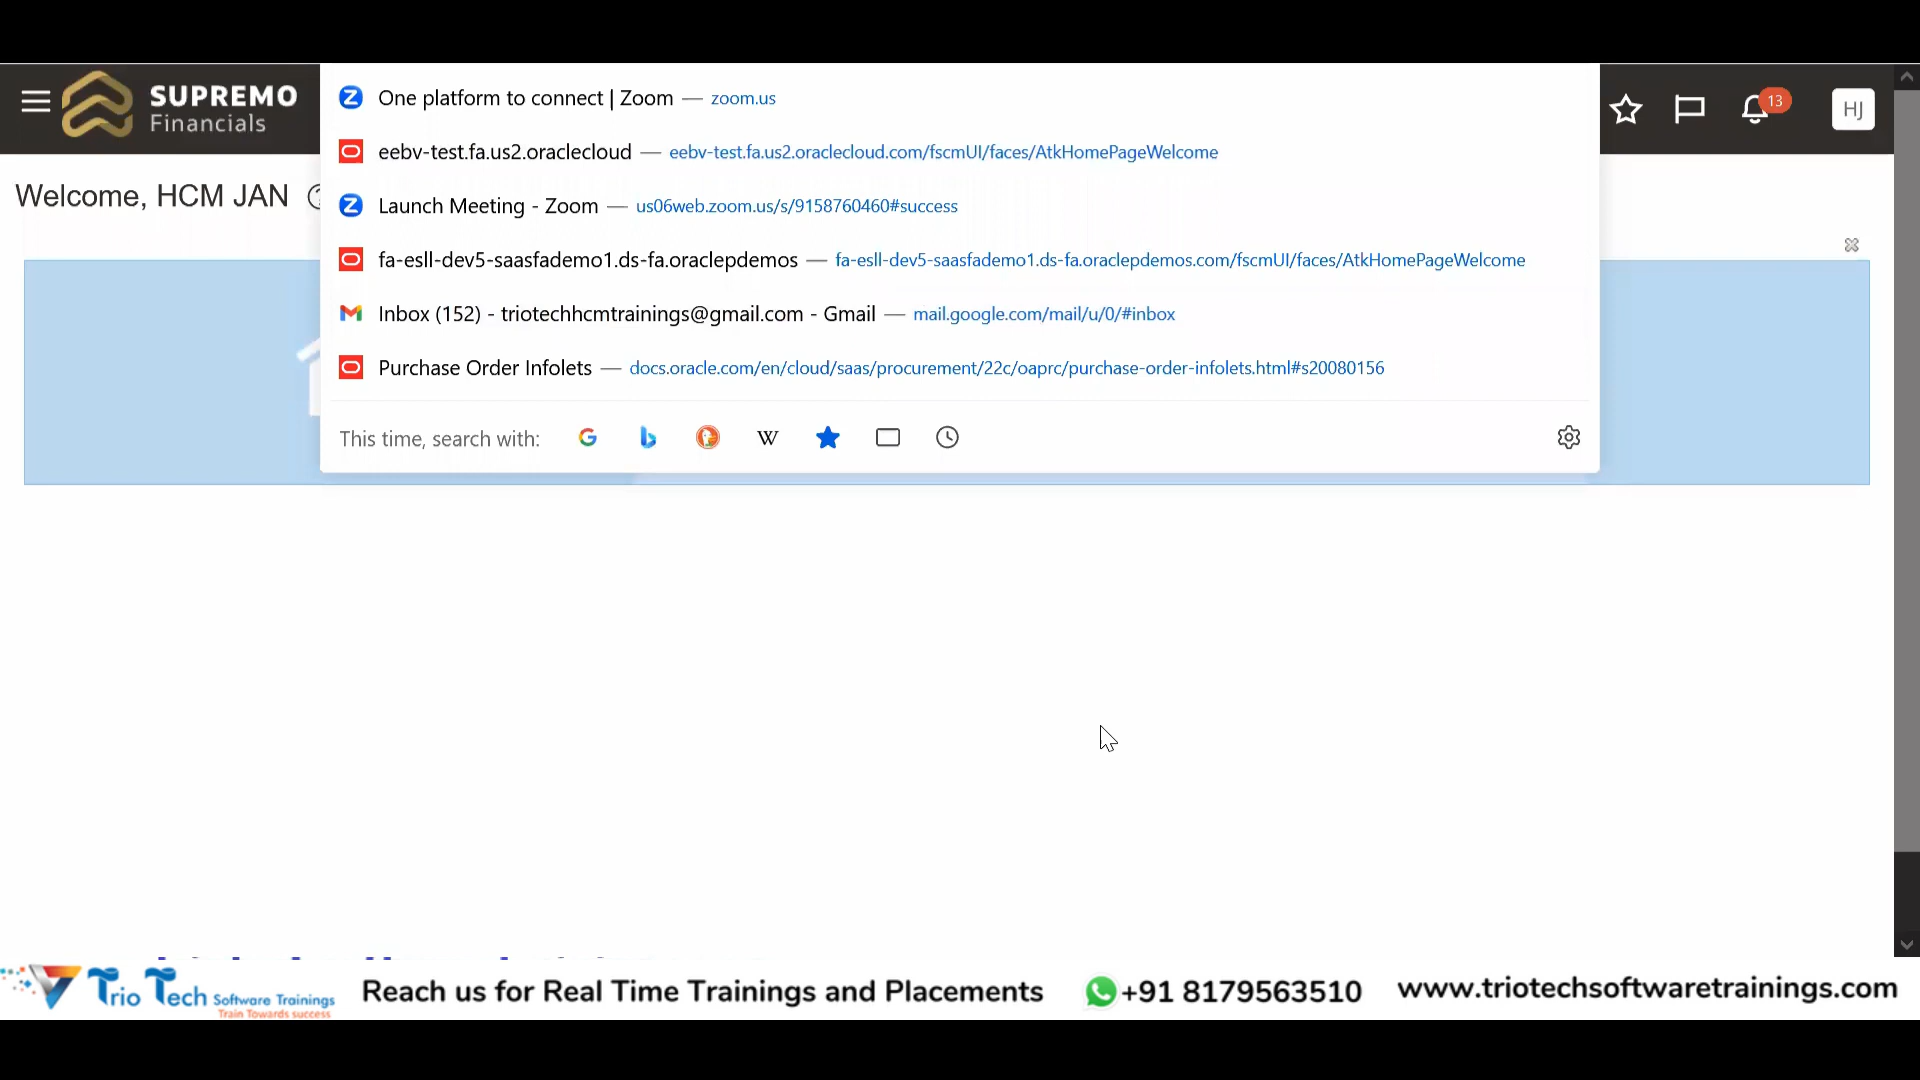 SUPREMO
Financials
One platform to connect | Zoom — zoom.us
eebv-test.fa.us2.oraclecloud — eebv-test.fa.us2.oraclecloud.com/fscmUI/faces/AtkHomePageWelcome
Launch Meeting - Zoom — us06web.zoom.us/s/9158760460#success
fa-esll-dev5-saasfademo1.ds-fa.oraclepdemos — fa-esll-dev5-saasfademo1.ds-fa.oraclepdemos.com/fscmUI/faces/AtkHomePageWelcome
Inbox (152) - triotechhcmtrainings@gmail.com - Gmail — mail.google.com/mail/u/0/#inbox
Purchase Order Infolets — docs.oracle.com/en/cloud/saas/procurement/22c/oaprc/purchase-order-infolets.html#s20080156
This time, search with:
13
HJ
Welcome, HCM JAN
Trio Tech Software Trainings
Train Towards success
Reach us for Real Time Trainings and Placements
+91 8179563510
www.triotechsoftwaretrainings.com